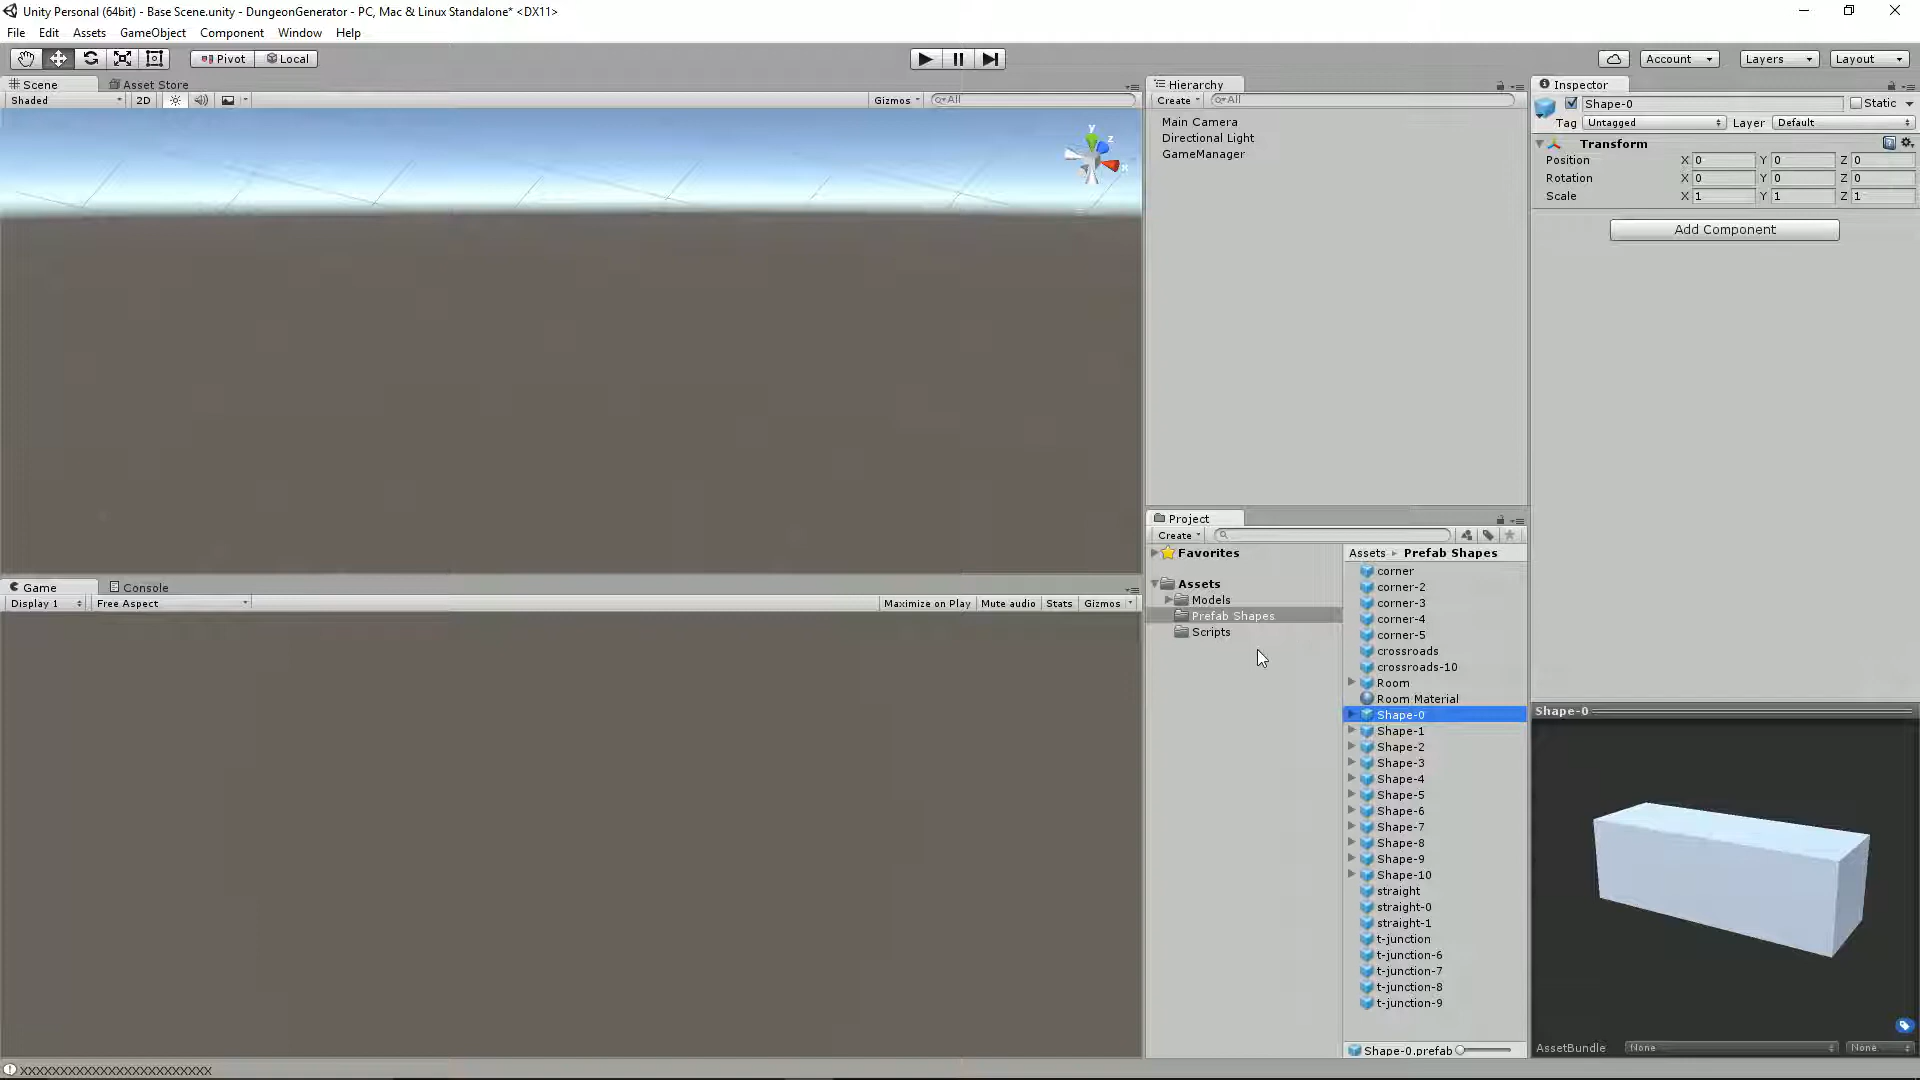 Unity Personal (64bit) - Base Scene.unity - DungeonGenerator - PC, Mac & Linux Standalone* <DX11>
File Edit Assets GameObject Component Window Help
Pivot Local Account Layers Layout
Scene Asset Store
Shaded 2D Gizmos All
y z x
Game Console
Display 1 Free Aspect Maximize on Play Mute audio Stats Gizmos
XXXXXXXXXXXXXXXXXXXXXXXX
Hierarchy
Create All
Main Camera
Directional Light
GameManager
Project
Create
Favorites
Assets
Models
Prefab Shapes
Scripts
Assets Prefab Shapes
corner
corner-2
corner-3
corner-4
corner-5
crossroads
crossroads-10
Room
Room Material
Shape-0
Shape-1
Shape-2
Shape-3
Shape-4
Shape-5
Shape-6
Shape-7
Shape-8
Shape-9
Shape-10
straight
straight-0
straight-1
t-junction
t-junction-6
t-junction-7
t-junction-8
t-junction-9
Shape-0.prefab
Inspector
Shape-0 Static
Tag Untagged Layer Default
Transform
Position X 0 Y 0 Z 0
Rotation X 0 Y 0 Z 0
Scale X 1 Y 1 Z 1
Add Component
Shape-0
AssetBundle None None